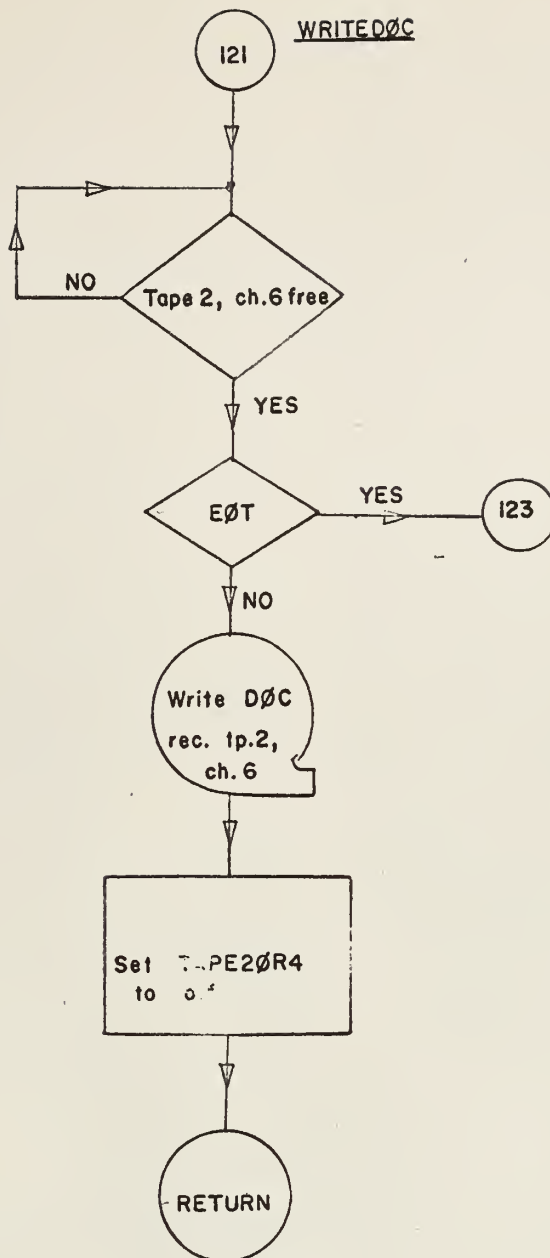 WRITEDØC
121
Tape 2, ch.6 free
NO
YES
EØT
YES
123
NO
Write DØC
rec. tp.2,
ch. 6
Set
to
RETURN